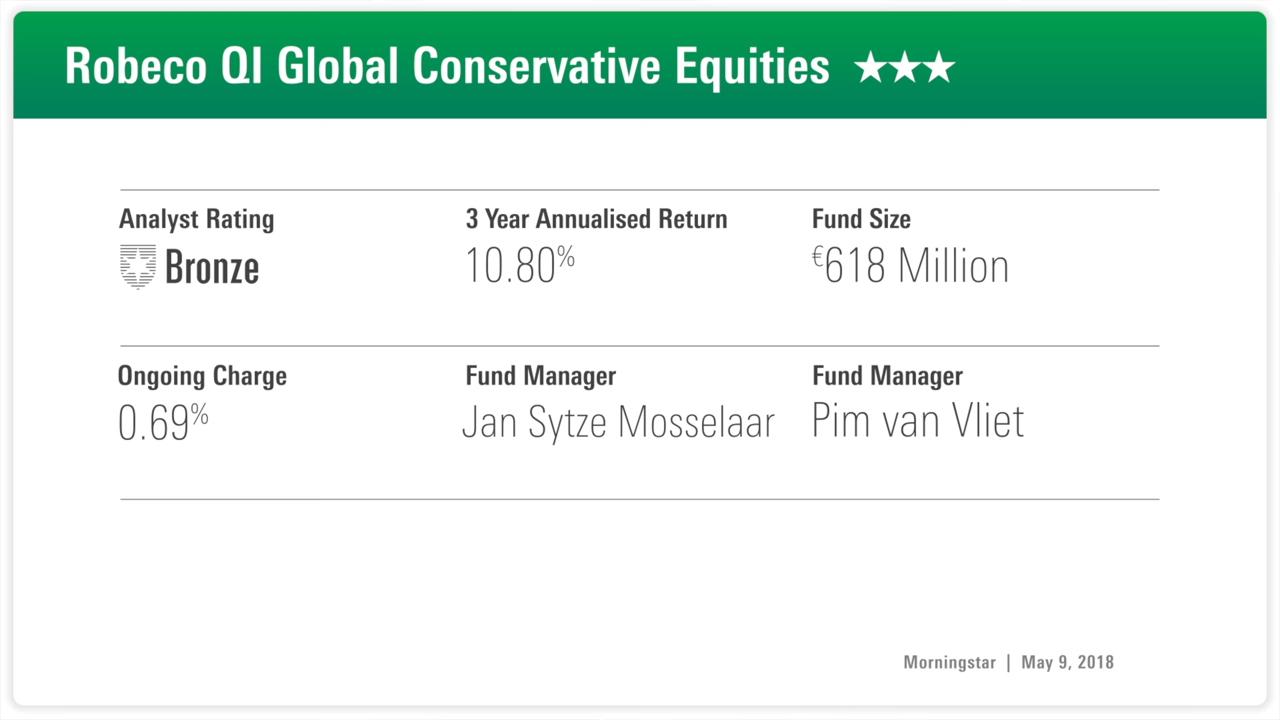 Robeco QI Global Conservative Equities ★★★
Analyst Rating
Bronze
3 Year Annualised Return
10.80%
Fund Size
€618 Million
Ongoing Charge
0.69%
Fund Manager
Jan Sytze Mosselaar
Fund Manager
Pim van Vliet
Morningstar | May 9, 2018